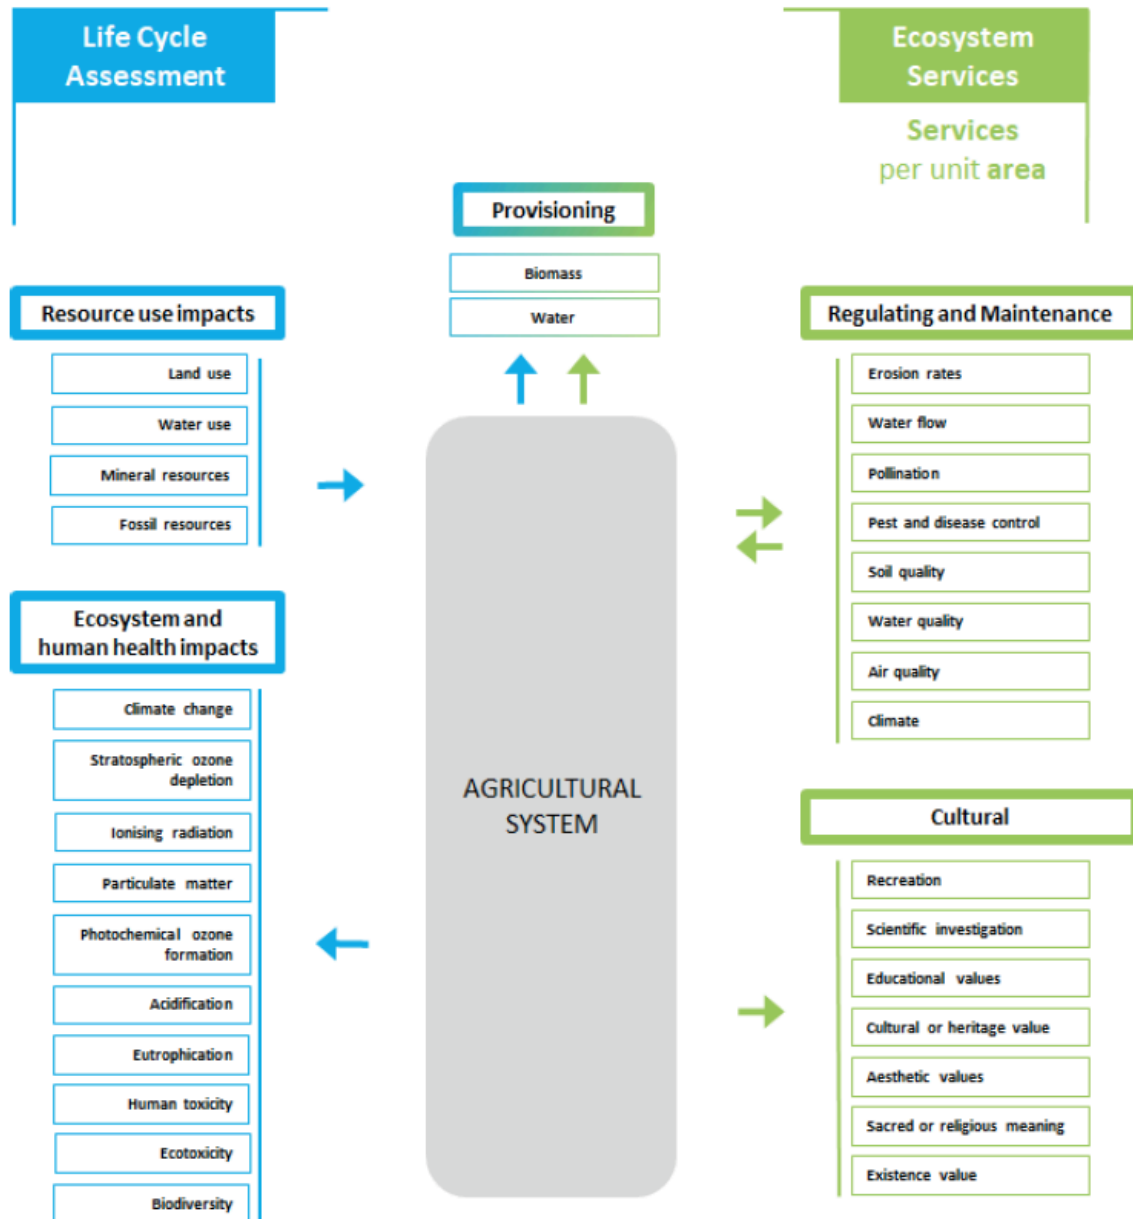 Life Cycle
Assessment
Ecosystem
Services
Services
per unit area
Provisioning
Biomass
Water
Resource use impacts
Land use
Water use
Mineral resources
Fossil resources
Ecosystem and
human health impacts
Climate change
Stratospheric ozone
depletion
Ionising radiation
Particulate matter
Photochemical ozone
formation
Acidification
Eutrophication
Human toxicity
Ecotoxicity
Biodiversity
AGRICULTURAL
SYSTEM
Regulating and Maintenance
Erosion rates
Water flow
Pollination
Pest and disease control
Soil quality
Water quality
Air quality
Climate
Cultural
Recreation
Scientific investigation
Educational values
Cultural or heritage value
Aesthetic values
Sacred or religious meaning
Existence value